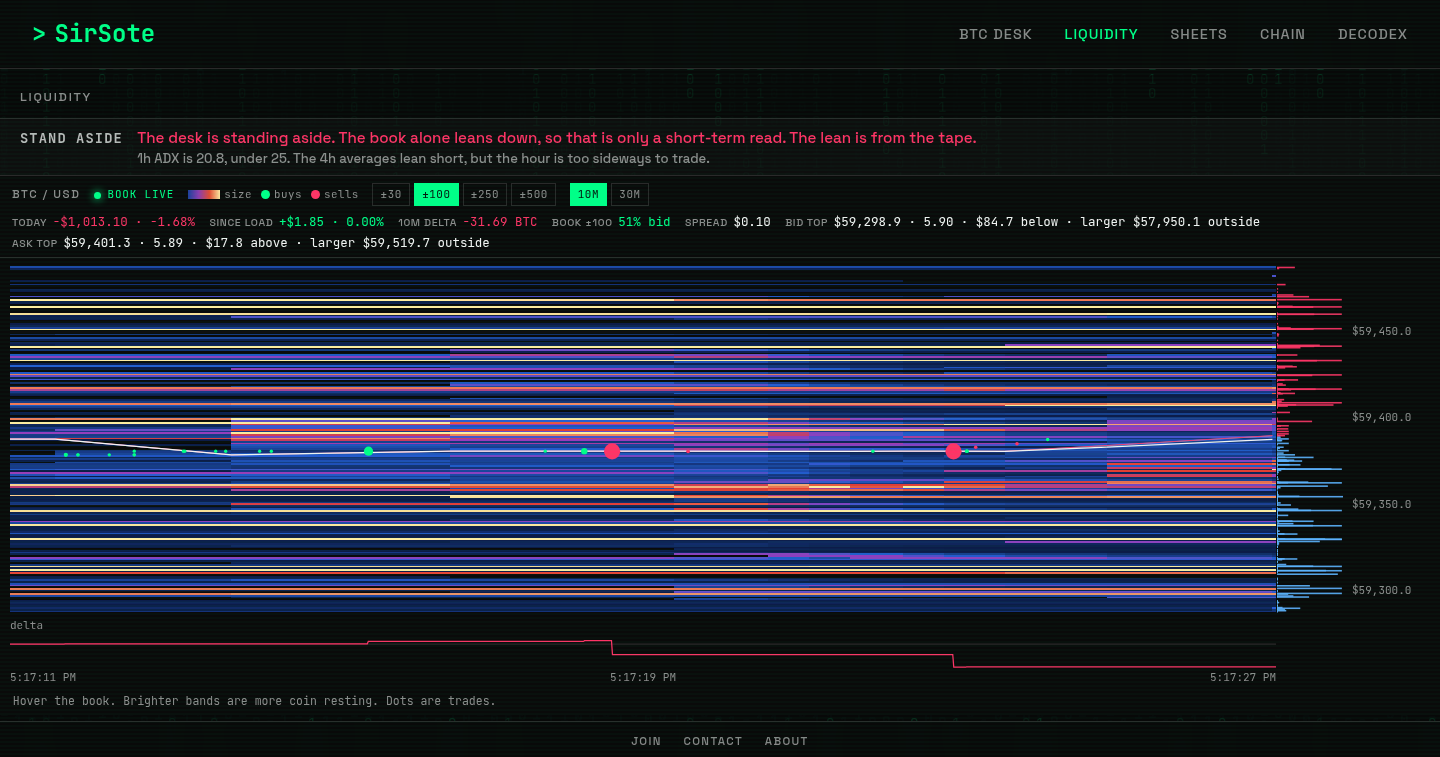 > SirSote
BTC DESK LIQUIDITY SHEETS CHAIN DECODEX
LIQUIDITY
STAND ASIDE The desk is standing aside. The book alone leans down, so that is only a short-term read. The lean is from the tape.
1h ADX is 20.8, under 25. The 4h averages lean short, but the hour is too sideways to trade.
BTC / USD BOOK LIVE size buys sells ±30 ±100 ±250 ±500 10M 30M
TODAY -$1,013.10 · -1.68% SINCE LOAD +$1.85 · 0.00% 10M DELTA -31.69 BTC BOOK ±100 51% bid SPREAD $0.10 BID TOP $59,298.9 · 5.90 · $84.7 below · larger $57,950.1 outside
ASK TOP $59,401.3 · 5.89 · $17.8 above · larger $59,519.7 outside
$59,450.0
$59,400.0
$59,350.0
$59,300.0
delta
5:17:11 PM 5:17:19 PM 5:17:27 PM
Hover the book. Brighter bands are more coin resting. Dots are trades.
JOIN CONTACT ABOUT